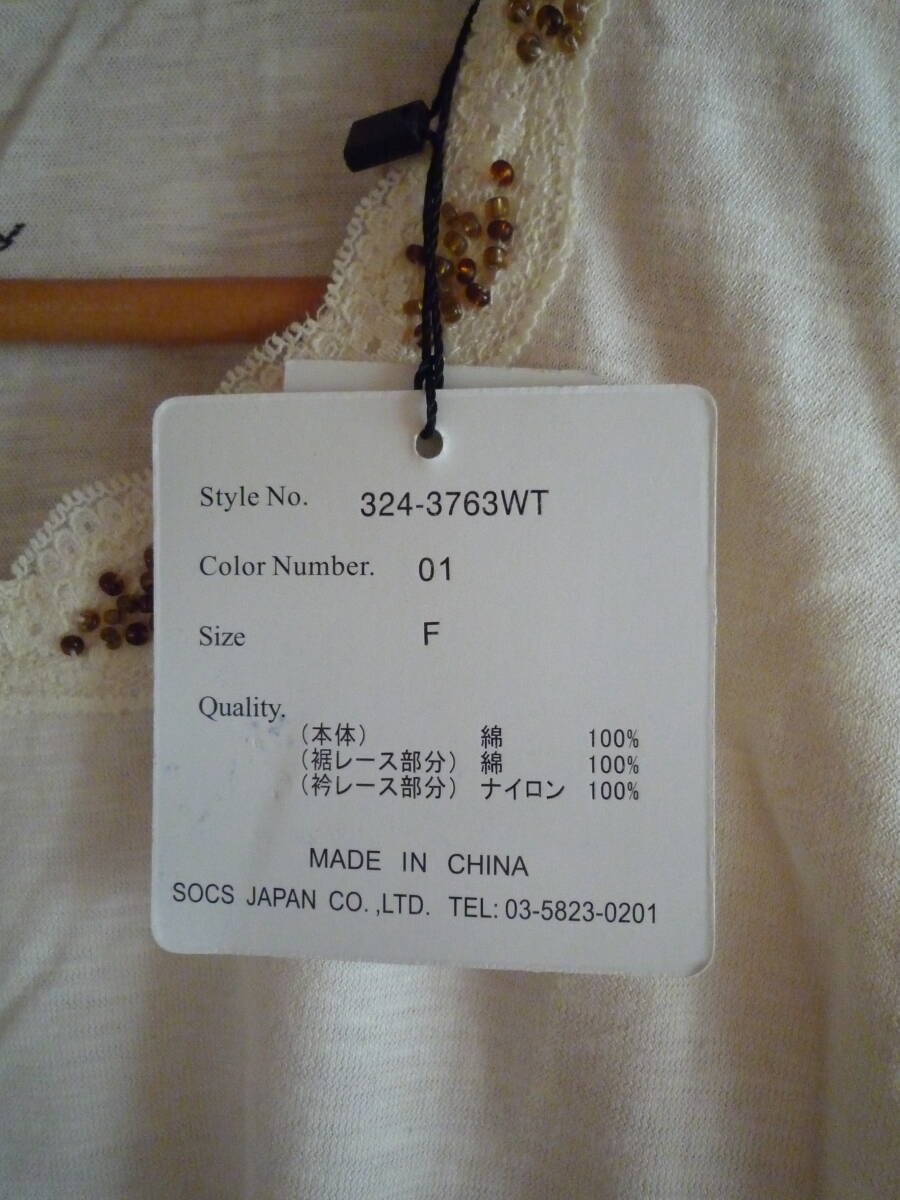 Style No. 324-3763WT
Color Number. 01
Size F
Quality.
(本体) 綿 100%
(裾レース部分) 綿 100%
(衿レース部分) ナイロン 100%
MADE IN CHINA
SOCS JAPAN CO.,LTD. TEL:03-5823-0201